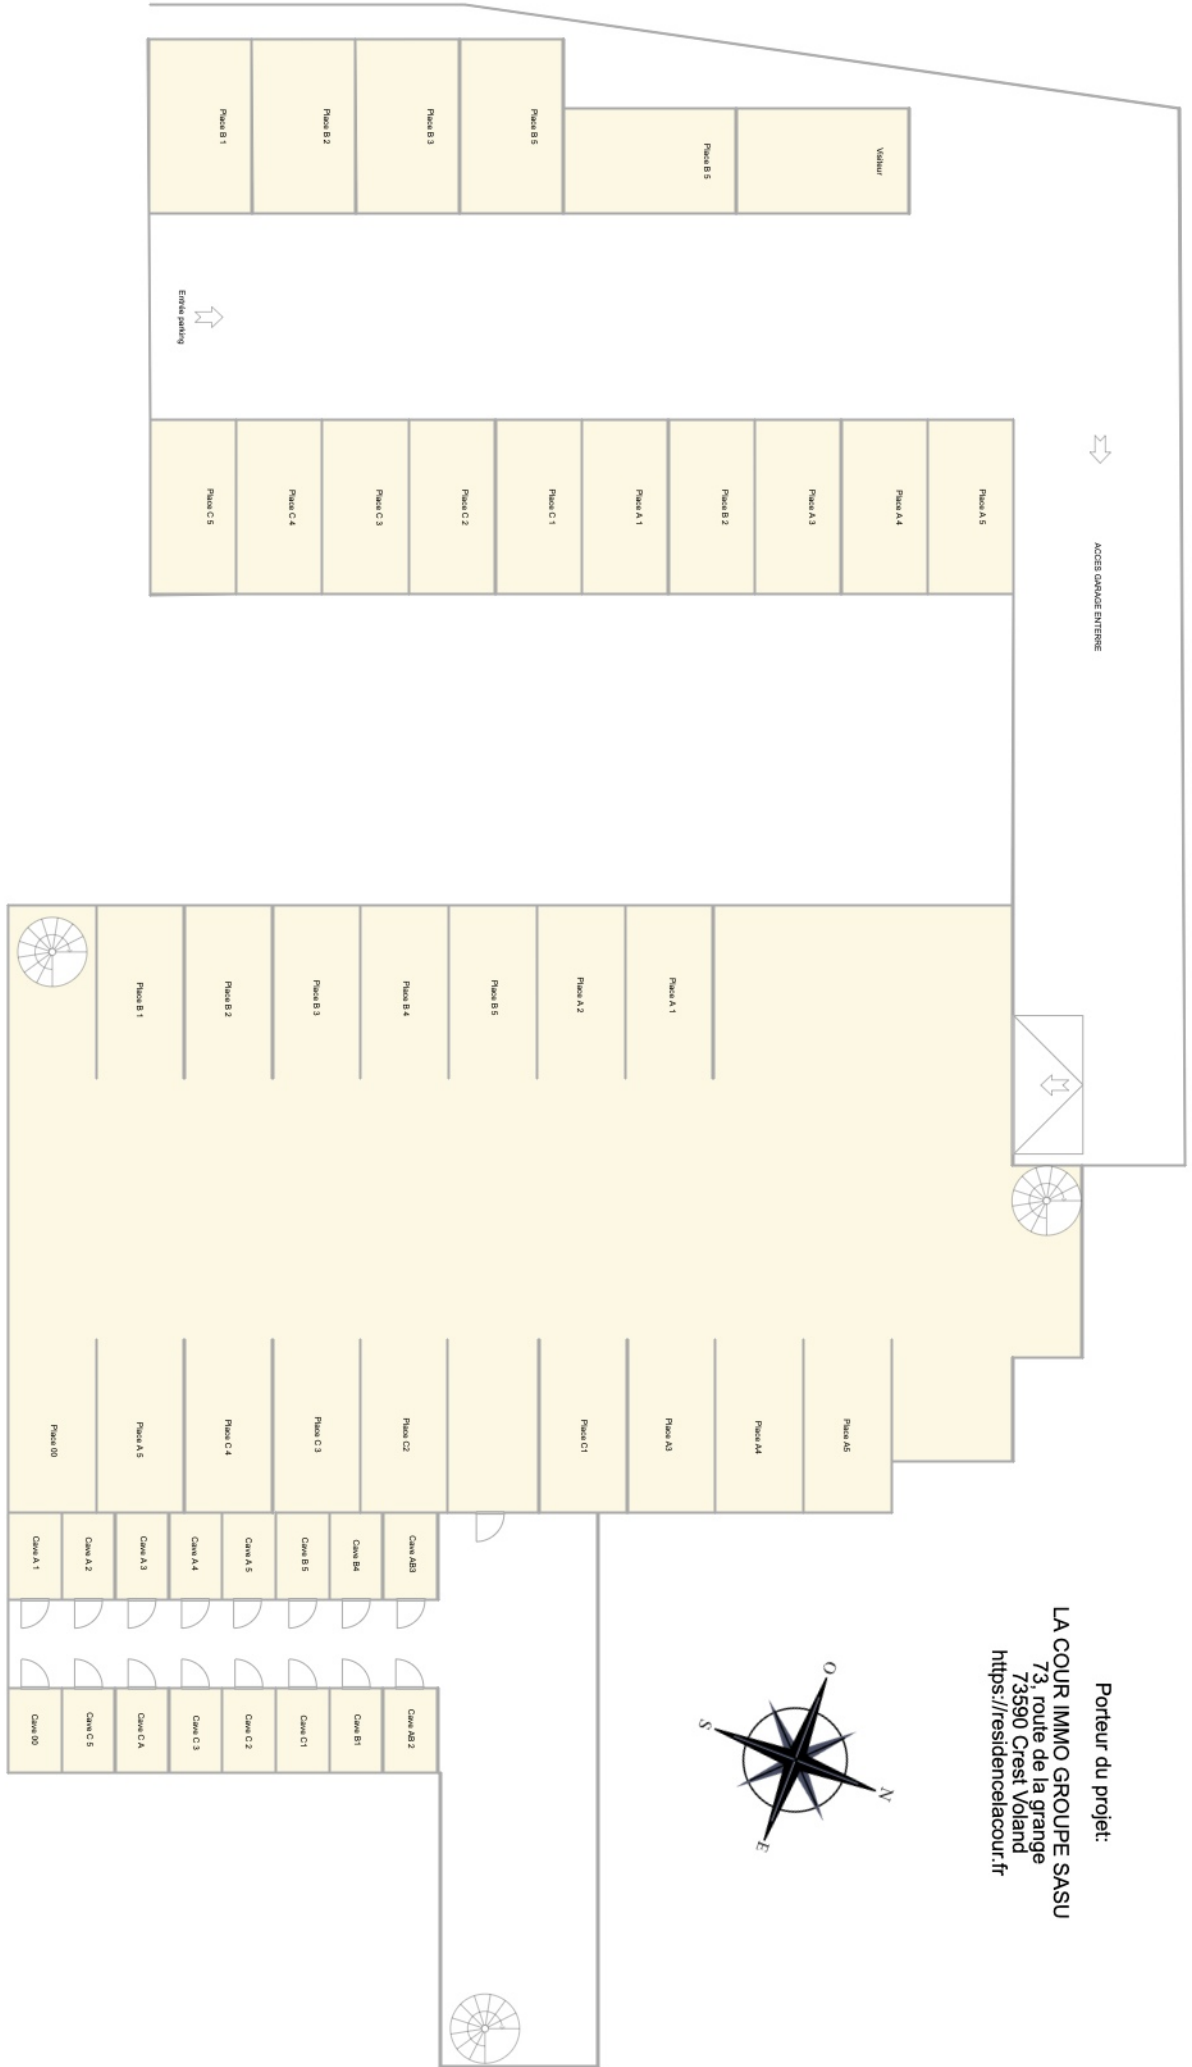 Place B 1
Place B 2
Place B 3
Place B 5
Place B 5
Visiteur
Entrée parking
Place C 5
Place C 4
Place C 3
Place C 2
Place C 1
Place A 1
Place B 2
Place A 3
Place A 4
Place A 5
ACCES GARAGE ENTERRE
Place B 1
Place B 2
Place B 3
Place B 4
Place B 5
Place A 2
Place A 1
Place 00
Place A 5
Place C 4
Place C 3
Place C2
Place C1
Place A3
Place A4
Place A5
Cave A 1
Cave A 2
Cave A 3
Cave A 4
Cave A 5
Cave B 5
Cave B4
Cave AB3
Cave 00
Cave C 5
Cave C A
Cave C 3
Cave C 2
Cave C1
Cave B1
Cave AB 2
O
S
N
E
Porteur du projet:
LA COUR IMMO GROUPE SASU
73, route de la grange
73590 Crest Voland
https://residencelacour.fr